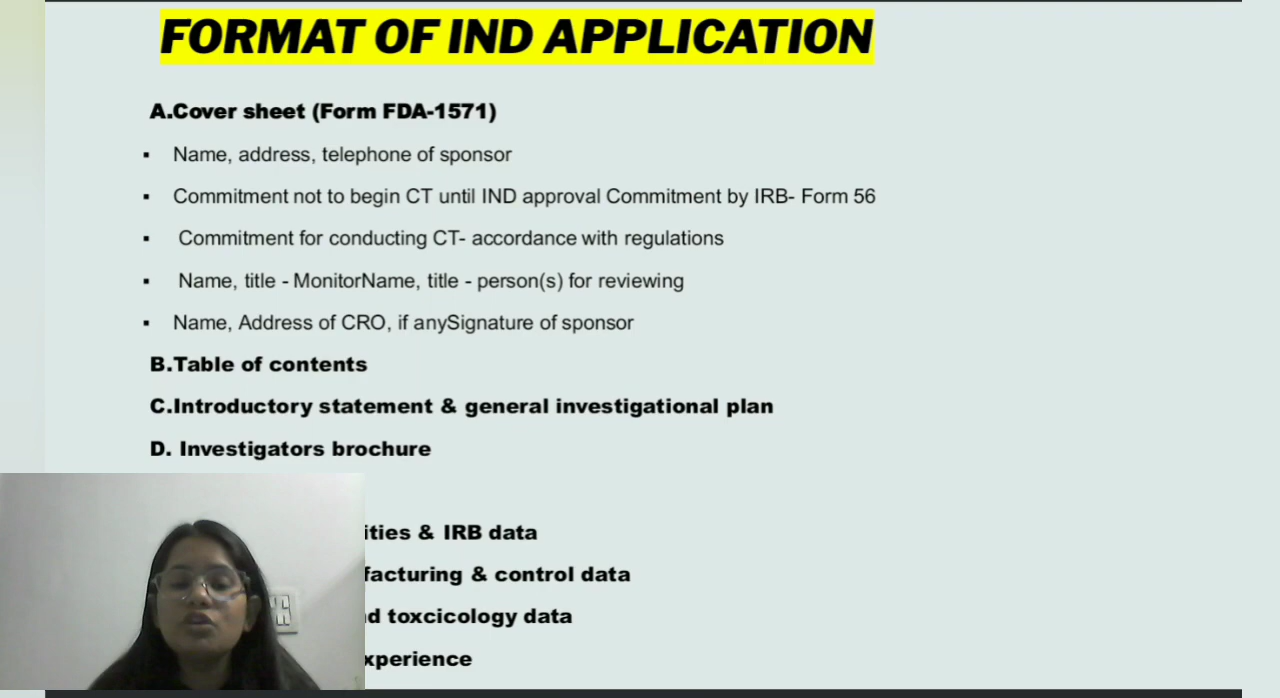 FORMAT OF IND APPLICATION
A.Cover sheet (Form FDA-1571)
▪ Name, address, telephone of sponsor
▪ Commitment not to begin CT until IND approval Commitment by IRB- Form 56
▪ Commitment for conducting CT- accordance with regulations
▪ Name, title - MonitorName, title - person(s) for reviewing
▪ Name, Address of CRO, if anySignature of sponsor
B.Table of contents
C.Introductory statement & general investigational plan
D. Investigators brochure
& IRB data
& control data
toxcicology data